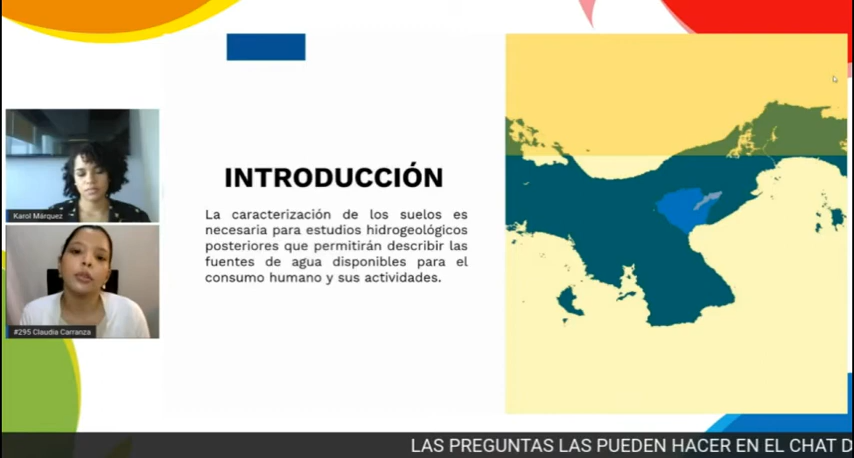 INTRODUCCIÓN
La caracterización de los suelos es
necesaria para estudios hidrogeológicos
posteriores que permitirán describir las
fuentes de agua disponibles para el
consumo humano y sus actividades.
Karol Márquez
#295 Claudia Carranza
LAS PREGUNTAS LAS PUEDEN HACER EN EL CHAT D